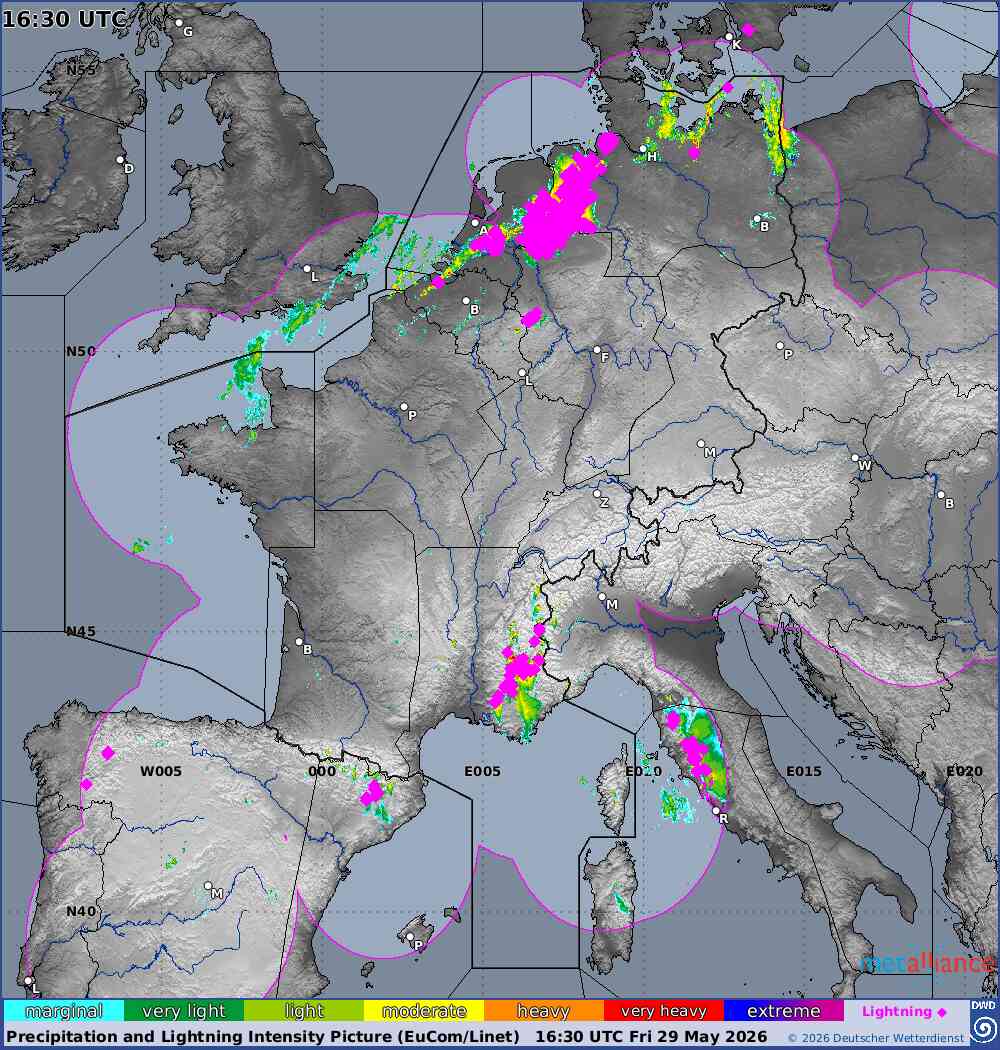 16:30 UTC
G
K
N55
D
H
A
B
L
B
P
N50
F
L
P
M
W
Z
B
M
N45
B
W005
000
E005
E010
E015
E020
R
M
N40
P
L
metalliance
marginal very light light moderate heavy very heavy extreme Lightning
DWD
Precipitation and Lightning Intensity Picture (EuCom/Linet) 16:30 UTC Fri 29 May 2026 © 2026 Deutscher Wetterdienst